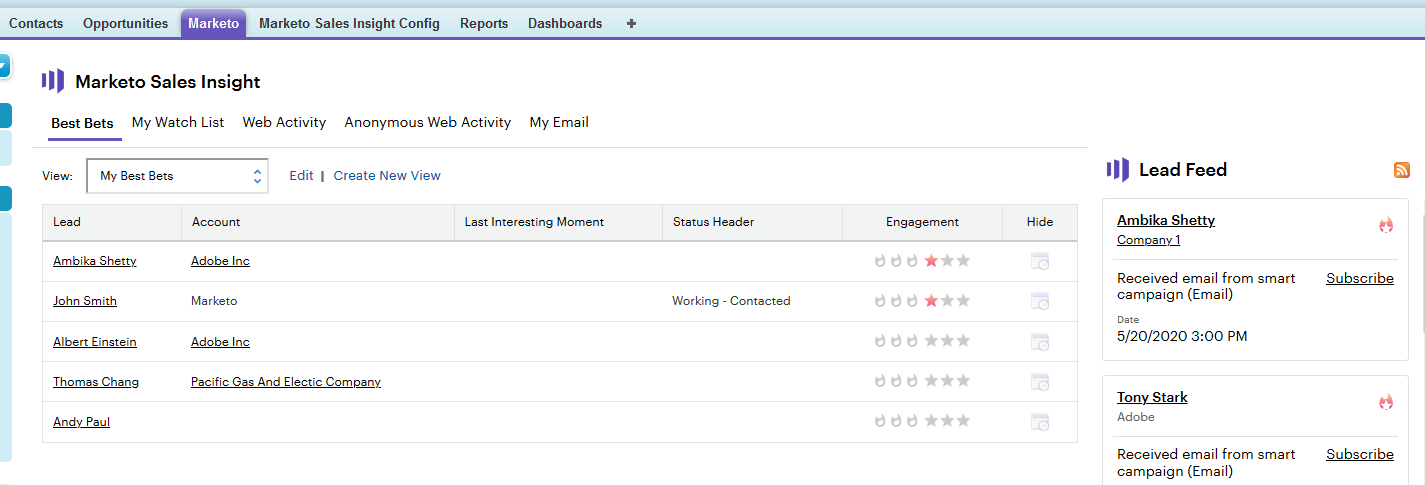 Contacts Opportunities Marketo Marketo Sales Insight Config Reports Dashboards +
Marketo Sales Insight
Best Bets My Watch List Web Activity Anonymous Web Activity My Email
View: My Best Bets Edit | Create New View
Lead Account Last Interesting Moment Status Header Engagement Hide
Ambika Shetty Adobe Inc
John Smith Marketo Working - Contacted
Albert Einstein Adobe Inc
Thomas Chang Pacific Gas And Electic Company
Andy Paul
Lead Feed
Ambika Shetty
Company 1
Received email from smart Subscribe
campaign (Email)
Date
5/20/2020 3:00 PM
Tony Stark
Adobe
Received email from smart Subscribe
campaign (Email)